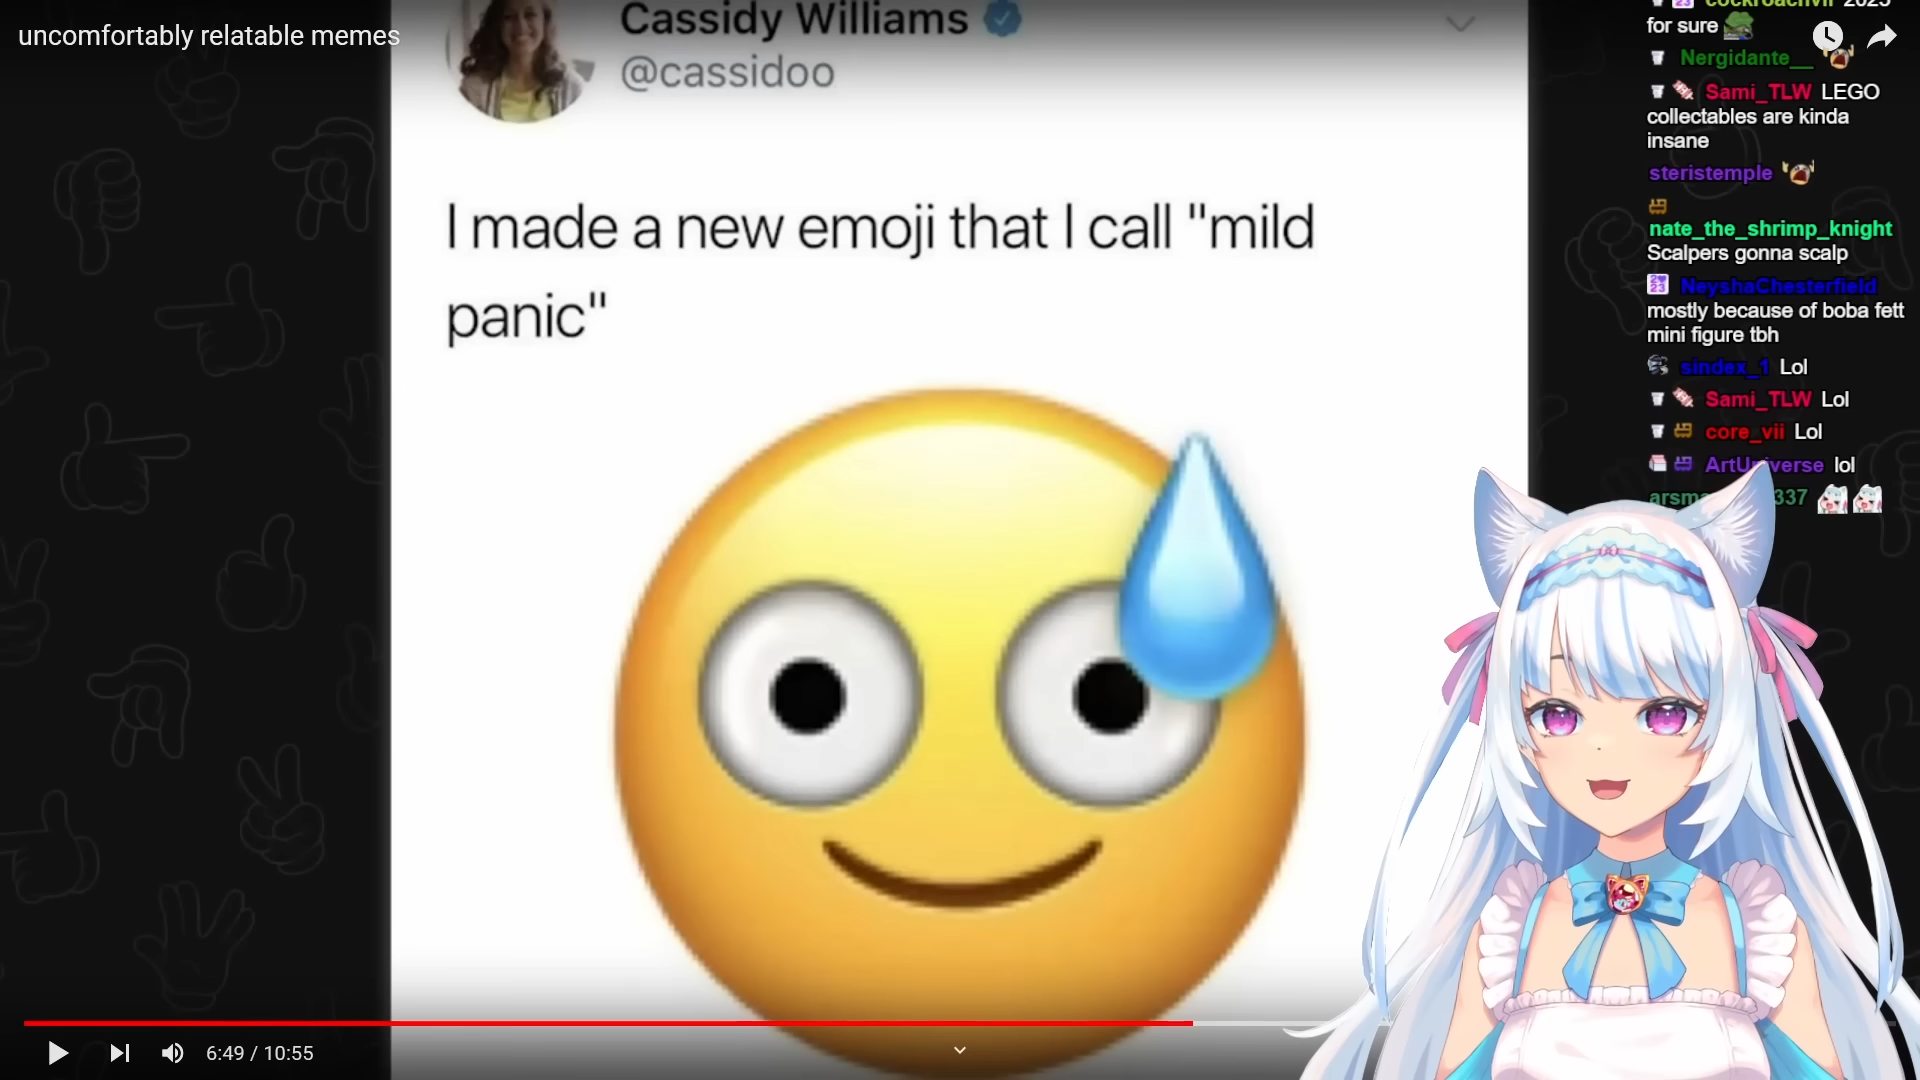 uncomfortably relatable memes
Cassidy Williams
@cassidoo
I made a new emoji that I call "mild
panic"
6:49 / 10:55
cockroachvii 2023
for sure
Nergidante__
Sami_TLW LEGO
collectables are kinda
insane
steristemple
nate_the_shrimp_knight
Scalpers gonna scalp
NeyshaChesterfield
mostly because of boba fett
mini figure tbh
sindex_1 Lol
Sami_TLW Lol
core_vii Lol
lol